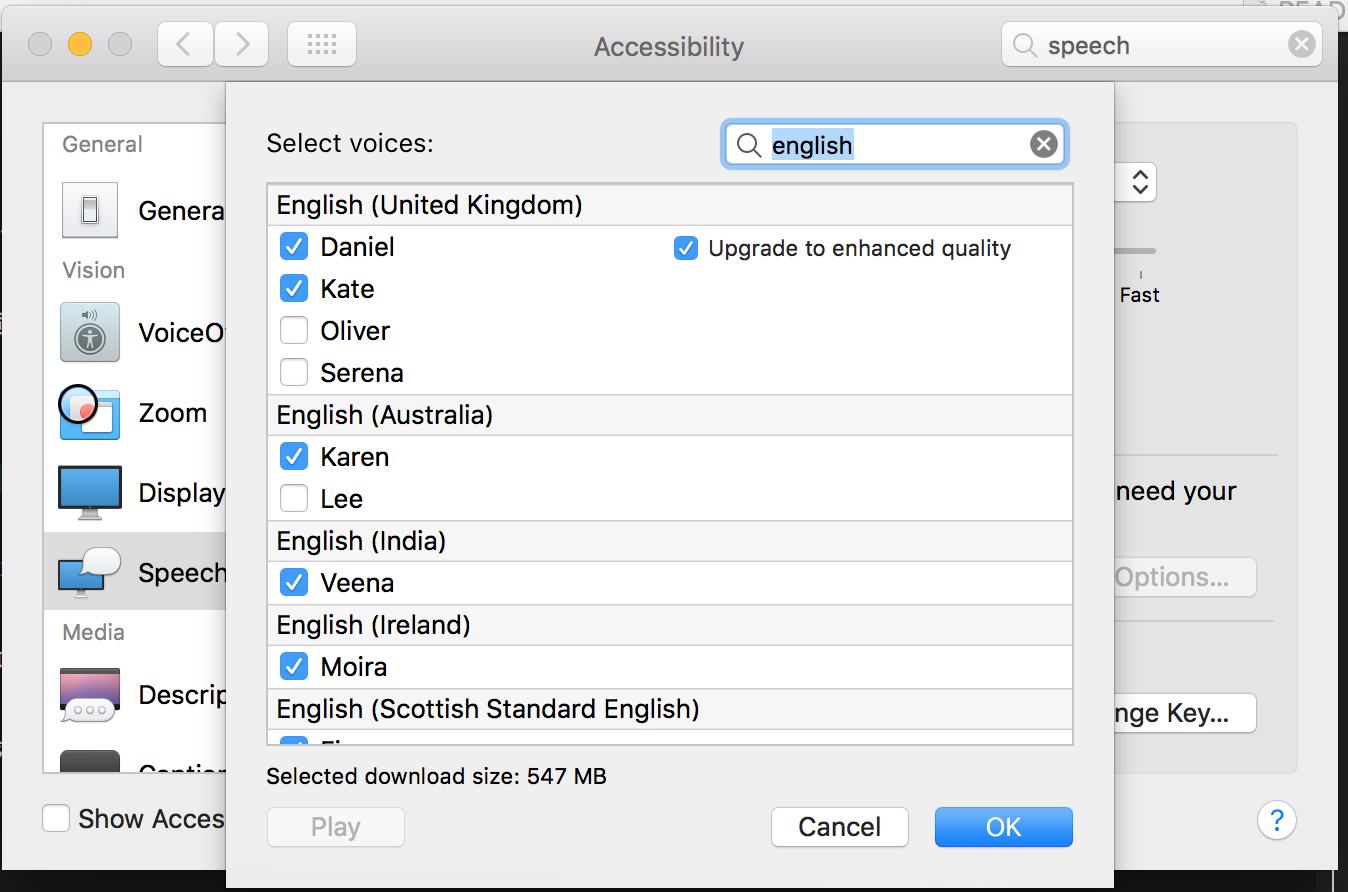 READ
Accessibility
speech
General
General
Vision
VoiceO
Zoom
Display
Speech
Media
Descrip
Show Acces
Select voices:
english
English (United Kingdom)
Daniel
Upgrade to enhanced quality
Kate
Oliver
Serena
English (Australia)
Karen
Lee
English (India)
Veena
English (Ireland)
Moira
English (Scottish Standard English)
Selected download size: 547 MB
Play
Cancel
OK
Fast
need your
Options...
nge Key...
?